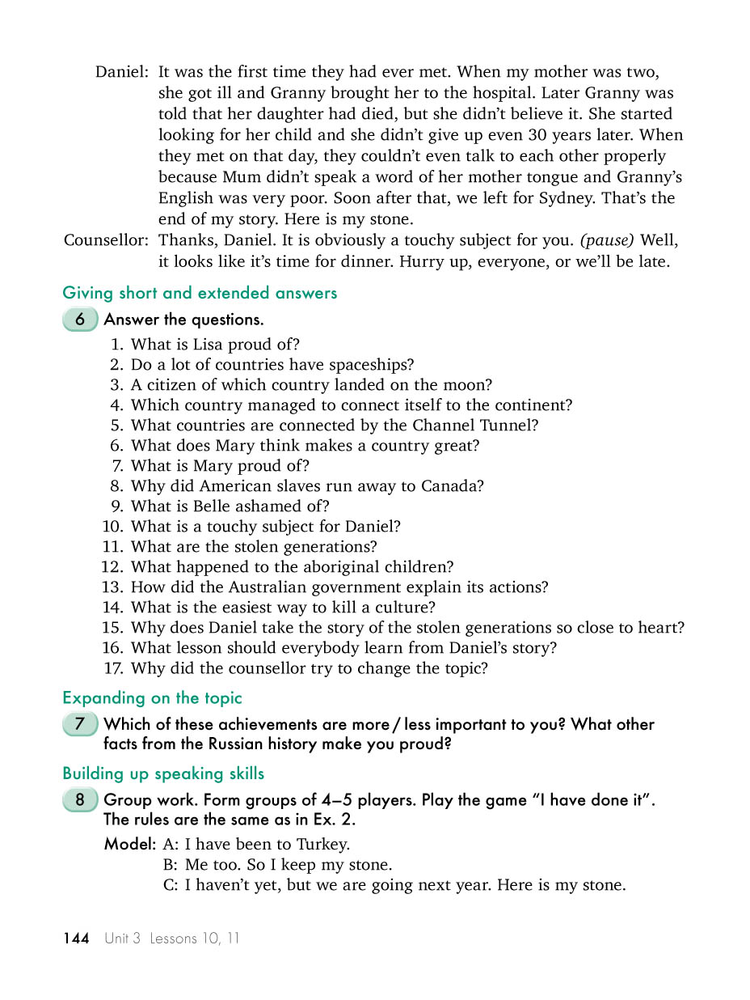 Daniel: It was the first time they had ever met. When my mother was two,
she got ill and Granny brought her to the hospital. Later Granny was
told that her daughter had died, but she didn't believe it. She started
looking for her child and she didn't give up even 30 years later. When
they met on that day, they couldn't even talk to each other properly
because Mum didn't speak a word of her mother tongue and Granny's
English was very poor. Soon after that, we left for Sydney. That's the
end of my story. Here is my stone.
Counsellor: Thanks, Daniel. It is obviously a touchy subject for you. (pause) Well,
it looks like it's time for dinner. Hurry up, everyone, or we'll be late.
Giving short and extended answers
6 Answer the questions.
1. What is Lisa proud of?
2. Do a lot of countries have spaceships?
3. A citizen of which country landed on the moon?
4. Which country managed to connect itself to the continent?
5. What countries are connected by the Channel Tunnel?
6. What does Mary think makes a country great?
7. What is Mary proud of?
8. Why did American slaves run away to Canada?
9. What is Belle ashamed of?
10. What is a touchy subject for Daniel?
11. What are the stolen generations?
12. What happened to the aboriginal children?
13. How did the Australian government explain its actions?
14. What is the easiest way to kill a culture?
15. Why does Daniel take the story of the stolen generations so close to heart?
16. What lesson should everybody learn from Daniel's story?
17. Why did the counsellor try to change the topic?
Expanding on the topic
7 Which of these achievements are more / less important to you? What other
facts from the Russian history make you proud?
Building up speaking skills
8 Group work. Form groups of 4–5 players. Play the game “I have done it”.
The rules are the same as in Ex. 2.
Model: A: I have been to Turkey.
B: Me too. So I keep my stone.
C: I haven't yet, but we are going next year. Here is my stone.
144 Unit 3 Lessons 10, 11